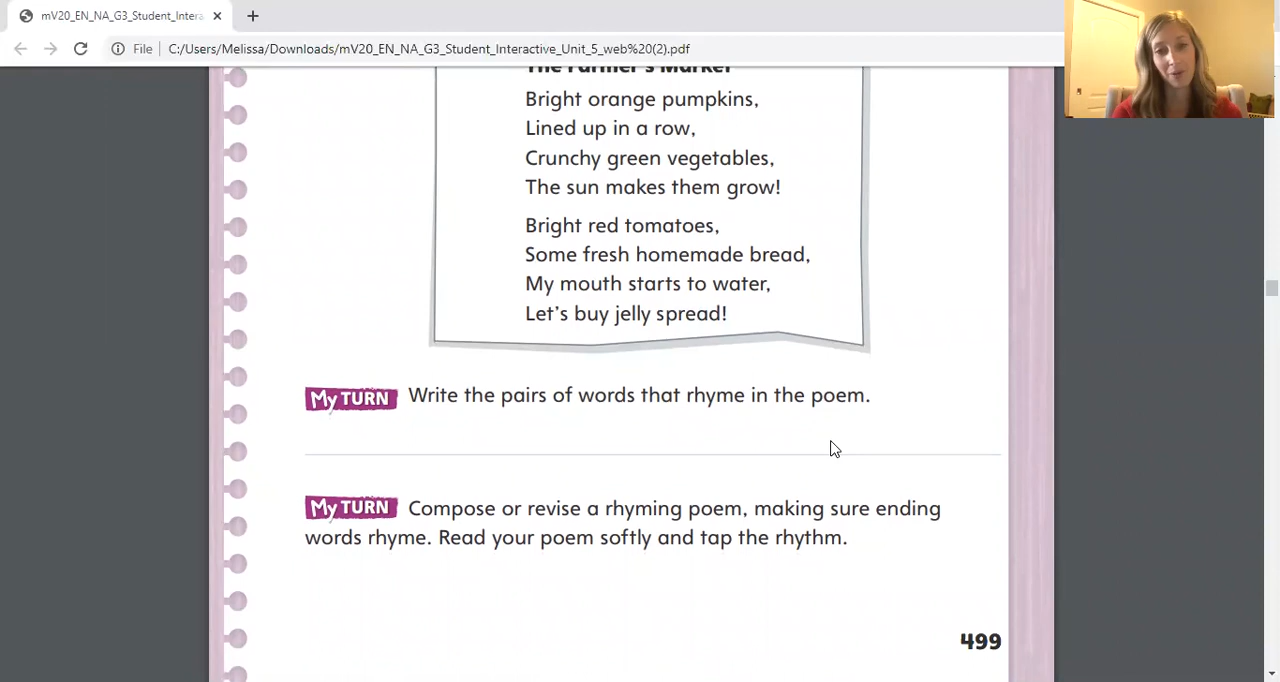 mV20_EN_NA_G3_Student_Intera
File
C:/Users/Melissa/Downloads/mV20_EN_NA_G3_Student_Interactive_Unit_5_web%20(2).pdf
The Farmer's Market
Bright orange pumpkins,
Lined up in a row,
Crunchy green vegetables,
The sun makes them grow!
Bright red tomatoes,
Some fresh homemade bread,
My mouth starts to water,
Let's buy jelly spread!
My TURN Write the pairs of words that rhyme in the poem.
My TURN Compose or revise a rhyming poem, making sure ending
words rhyme. Read your poem softly and tap the rhythm.
499